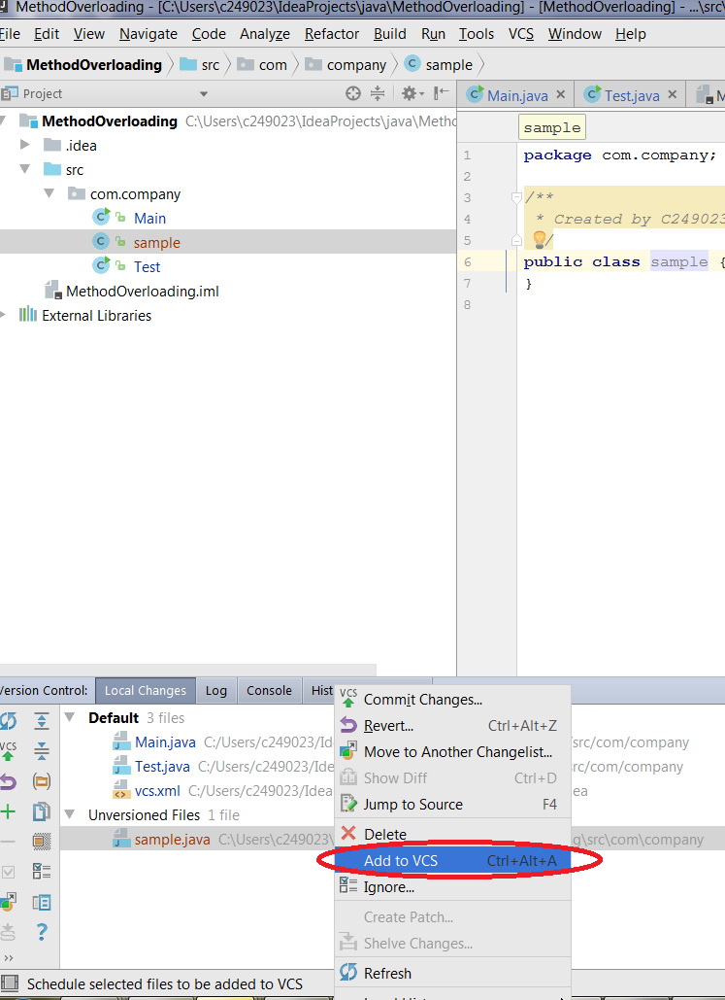 MethodOverloading - [C:\Users\c249023\IdeaProjects\java\MethodOverloading] - [MethodOverloading] - ...\src\
File Edit View Navigate Code Analyze Refactor Build Run Tools VCS Window Help
MethodOverloading src com company sample
Project
Main.java Test.java M
MethodOverloading C:\Users\c249023\IdeaProjects\java\Metho
.idea
src
com.company
Main
sample
Test
MethodOverloading.iml
External Libraries
sample
1 package com.company;
2
3 /**
4 * Created by C249023
5 */
6 public class sample {
7 }
8
Version Control: Local Changes Log Console Hist
Default 3 files
Main.java C:/Users/c249023/Id /src/com/company
Test.java C:/Users/c249023/Ide /src/com/company
vcs.xml C:/Users/c249023/Idea ea
Unversioned Files 1 file
sample.java C:\Users\c249023\ g\src\com\company
Commit Changes...
Revert... Ctrl+Alt+Z
Move to Another Changelist...
Show Diff Ctrl+D
Jump to Source F4
Delete
Add to VCS Ctrl+Alt+A
Ignore...
Create Patch...
Shelve Changes...
Refresh
Schedule selected files to be added to VCS